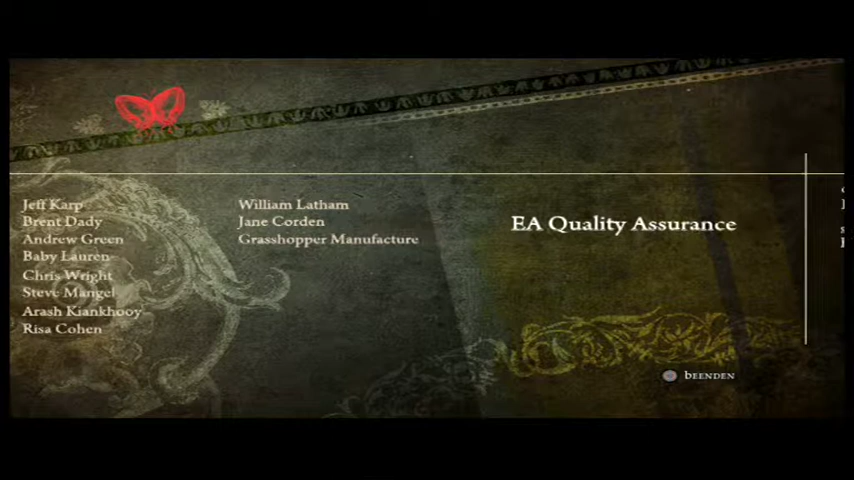 Jeff Karp
Brent Dady
Andrew Green
Baby Lauren
Chris Wright
Steve Mangel
Arash Kiankhooy
Risa Cohen
William Latham
Jane Corden
Grasshopper Manufacture
EA Quality Assurance
BEENDEN